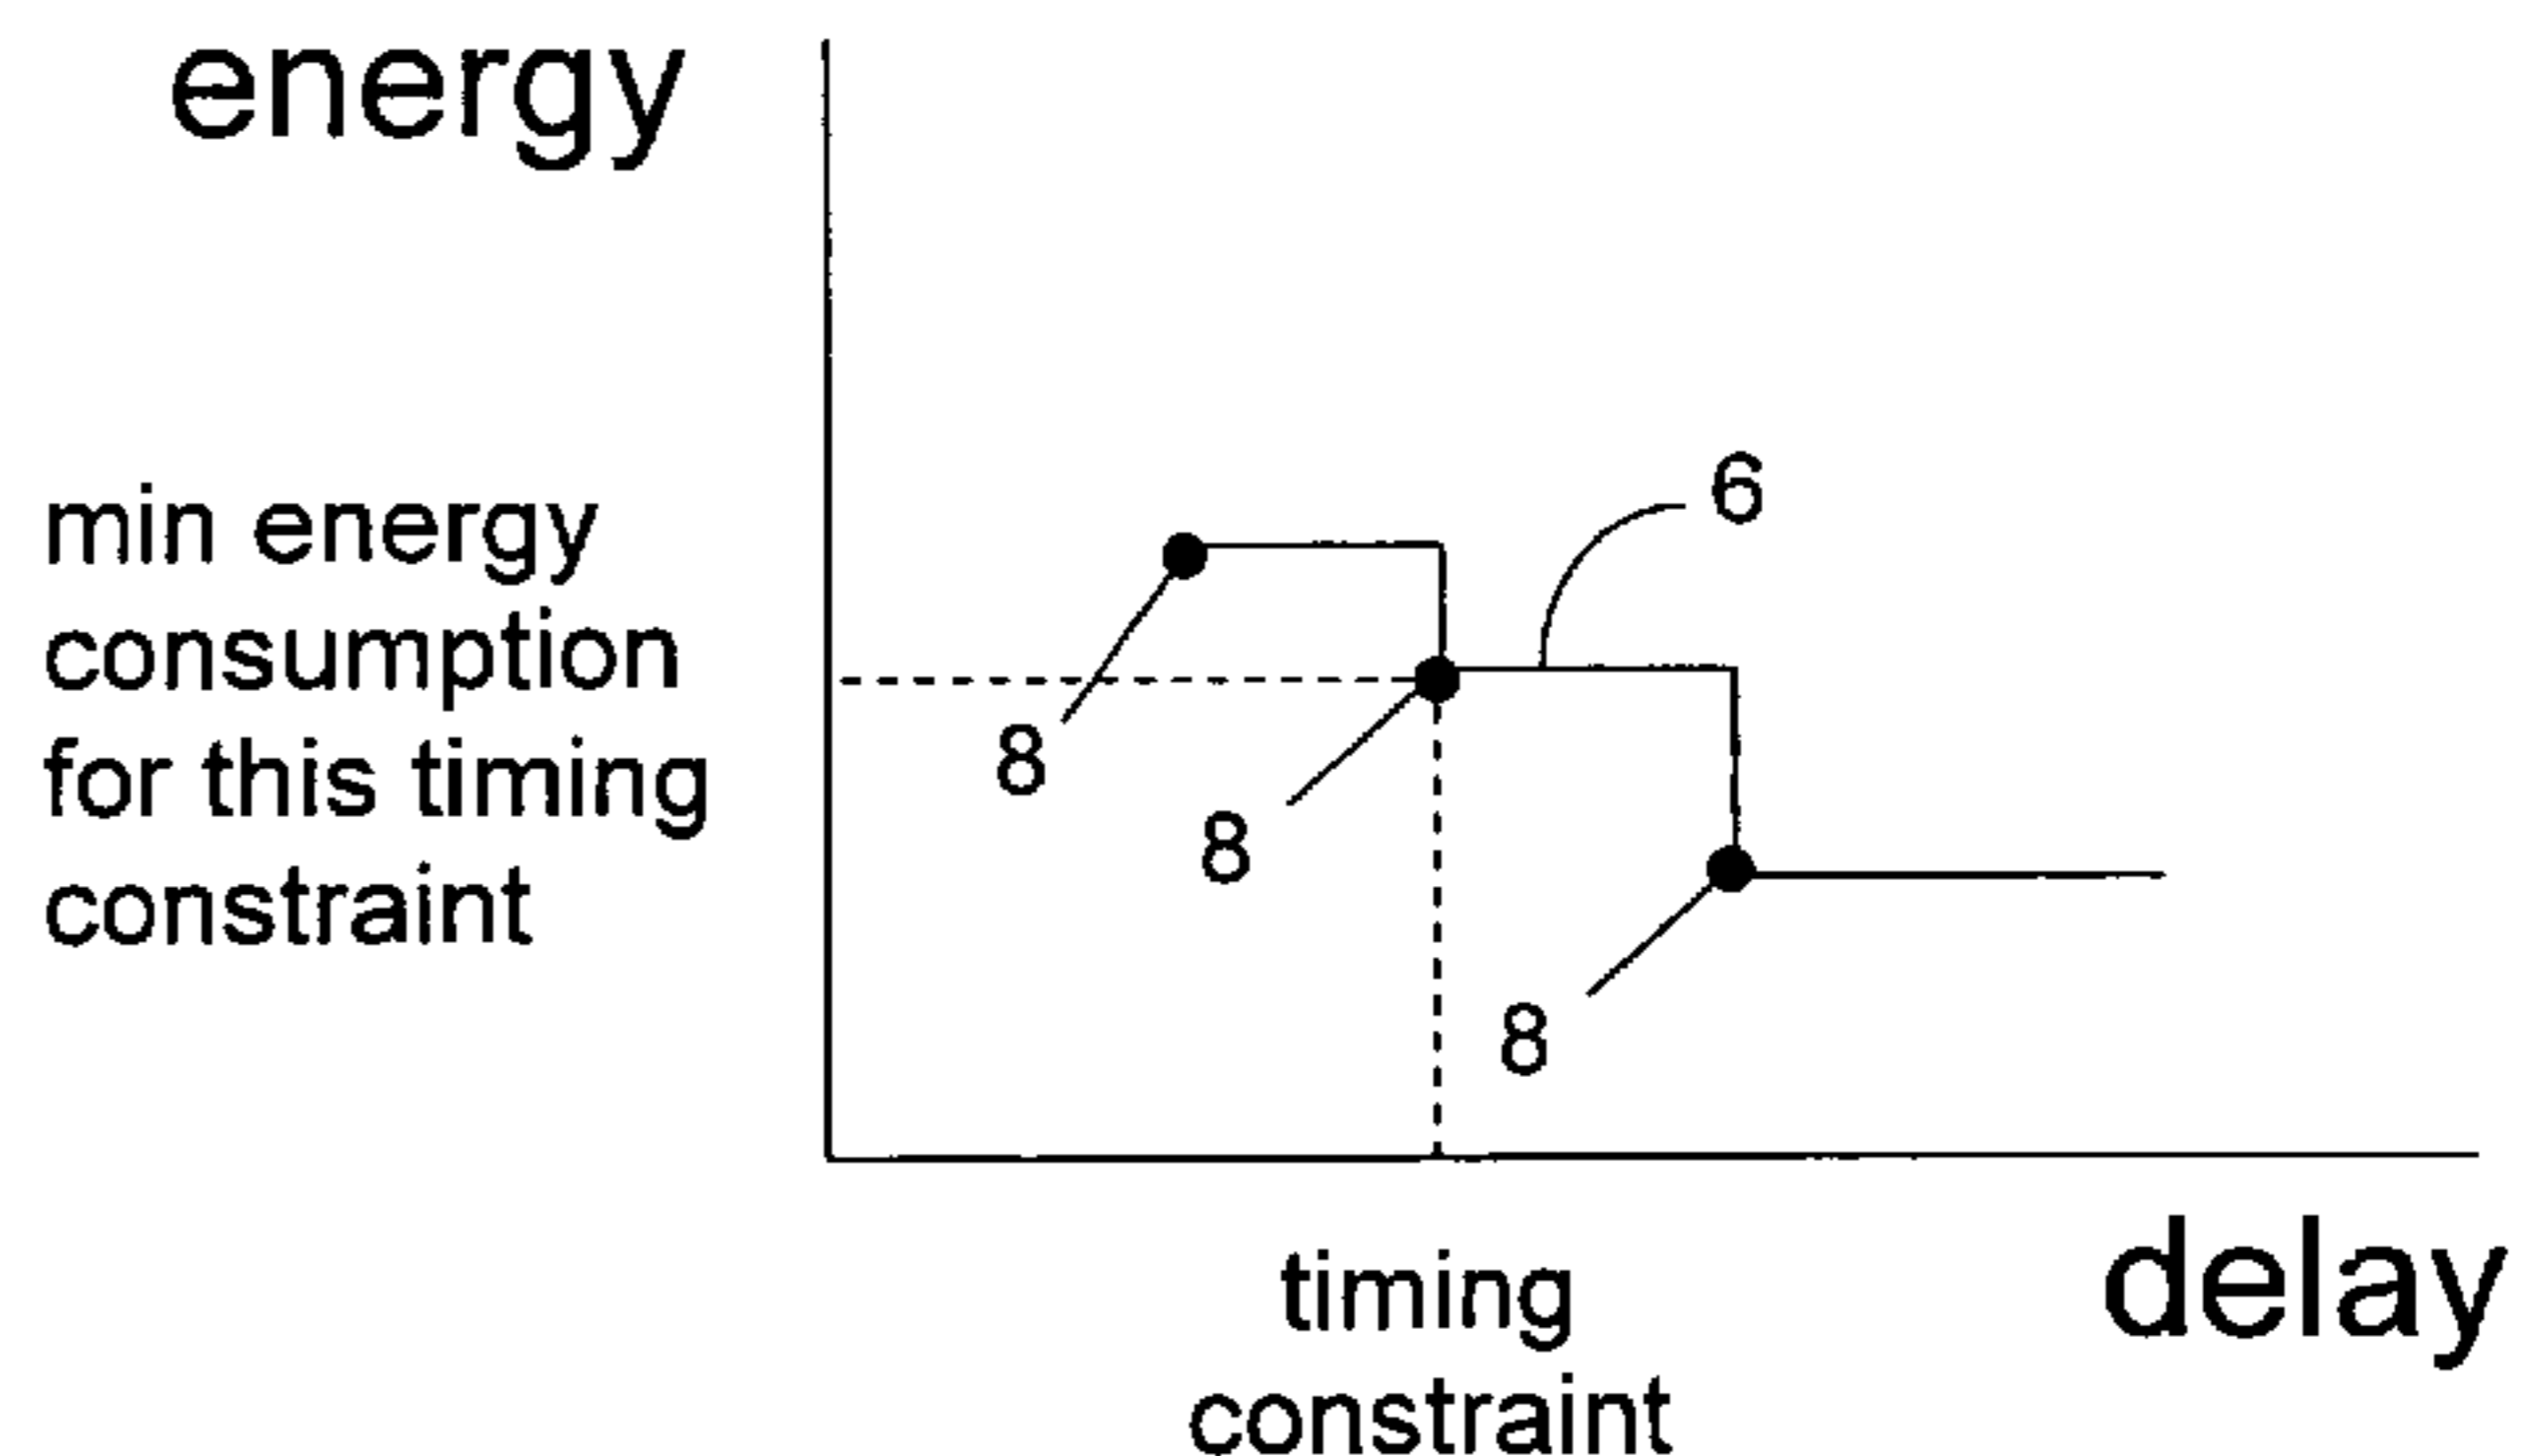 energy
min energy
consumption
for this timing
constraint
6
8
8
8
timing
constraint
delay